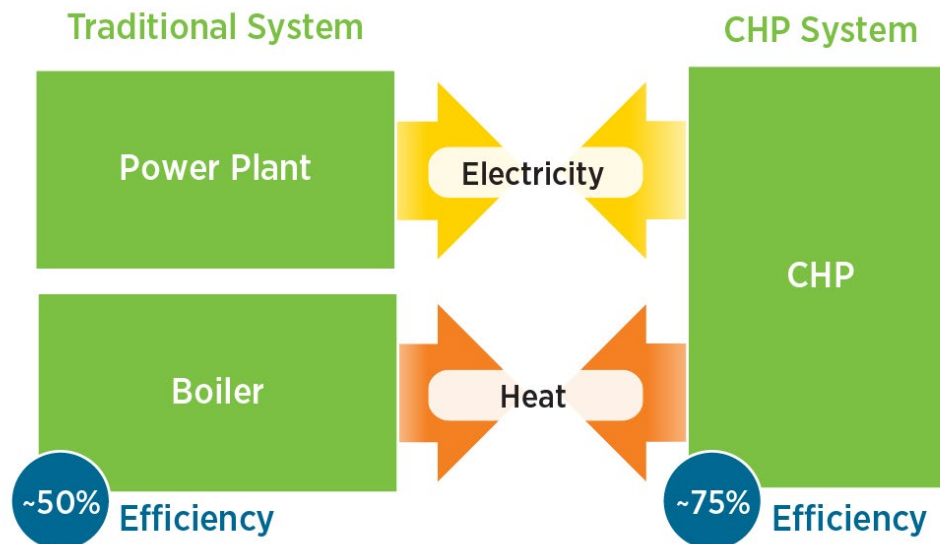 Traditional System
CHP System
Power Plant
Electricity
CHP
Boiler
Heat
~50%
Efficiency
~75%
Efficiency